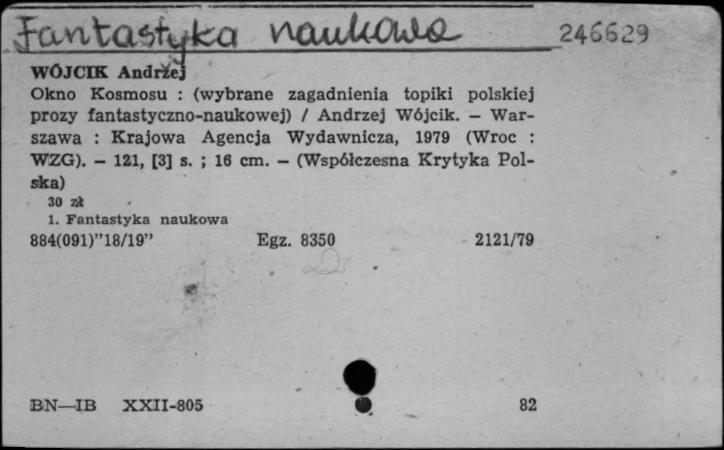 Fantastyka naukowa 246629
WÓJCIK Andrzej
Okno Kosmosu : (wybrane zagadnienia topiki polskiej
prozy fantastyczno-naukowej) / Andrzej Wójcik. — War-
szawa : Krajowa Agencja Wydawnicza, 1979 (Wroc :
WZG). — 121, [3] s. ; 16 cm. — (Współczesna Krytyka Pol-
ska)
30 zł
1. Fantastyka naukowa
884(091)”18/19” Egz. 8350 2121/79
BN—IB XXII-805 82